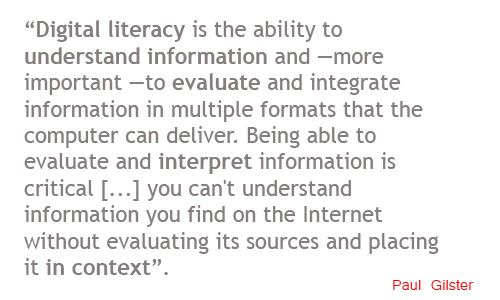 “Digital literacy is the ability to
understand information and —more
important —to evaluate and integrate
information in multiple formats that the
computer can deliver. Being able to
evaluate and interpret information is
critical [...] you can't understand
information you find on the Internet
without evaluating its sources and placing
it in context”.
Paul Gilster